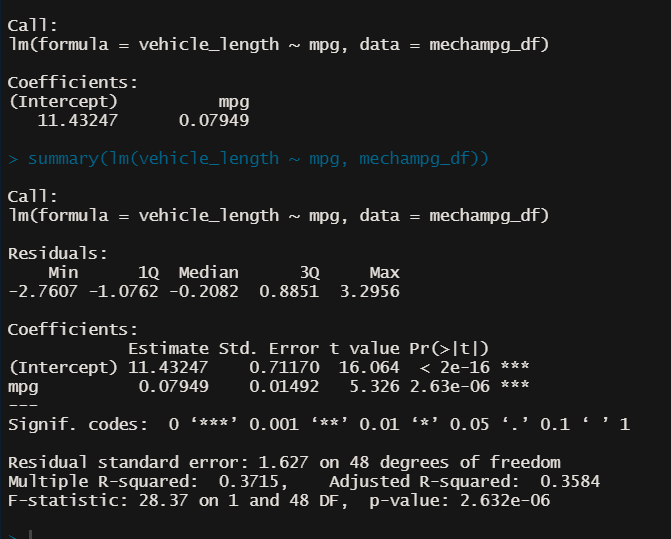 Call:
lm(formula = vehicle_length ~ mpg, data = mechampg_df)
Coefficients:
(Intercept)          mpg
   11.43247      0.07949
> summary(lm(vehicle_length ~ mpg, mechampg_df))
Call:
lm(formula = vehicle_length ~ mpg, data = mechampg_df)
Residuals:
    Min      1Q  Median      3Q     Max
-2.7607 -1.0762 -0.2082  0.8851  3.2956
Coefficients:
            Estimate Std. Error t value Pr(>|t|)
(Intercept) 11.43247    0.71170  16.064  < 2e-16 ***
mpg          0.07949    0.01492   5.326 2.63e-06 ***
---
Signif. codes:  0 ‘***’ 0.001 ‘**’ 0.01 ‘*’ 0.05 ‘.’ 0.1 ‘ ’ 1
Residual standard error: 1.627 on 48 degrees of freedom
Multiple R-squared:  0.3715,    Adjusted R-squared:  0.3584
F-statistic: 28.37 on 1 and 48 DF,  p-value: 2.632e-06
>